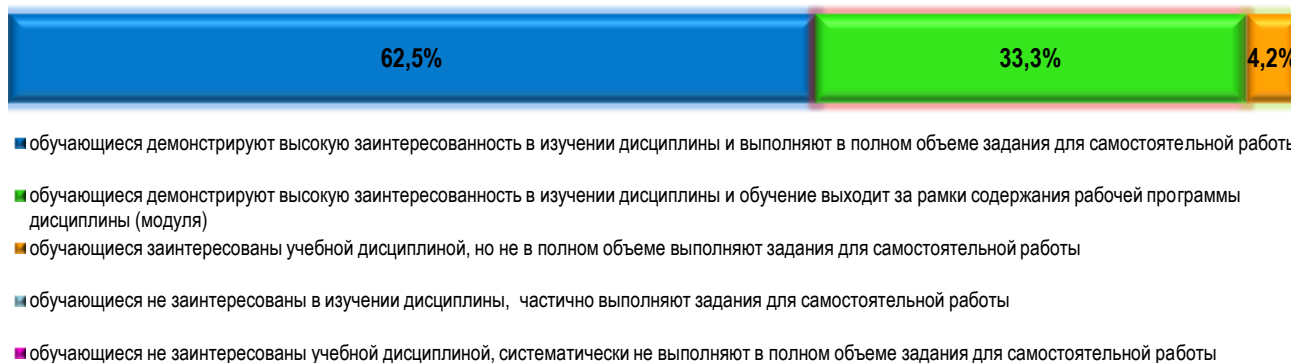 62,5% 33,3% 4,2%
обучающиеся демонстрируют высокую заинтересованность в изучении дисциплины и выполняют в полном объеме задания для самостоятельной работы
обучающиеся демонстрируют высокую заинтересованность в изучении дисциплины и обучение выходит за рамки содержания рабочей программы
дисциплины (модуля)
обучающиеся заинтересованы учебной дисциплиной, но не в полном объеме выполняют задания для самостоятельной работы
обучающиеся не заинтересованы в изучении дисциплины, частично выполняют задания для самостоятельной работы
обучающиеся не заинтересованы учебной дисциплиной, систематически не выполняют в полном объеме задания для самостоятельной работы